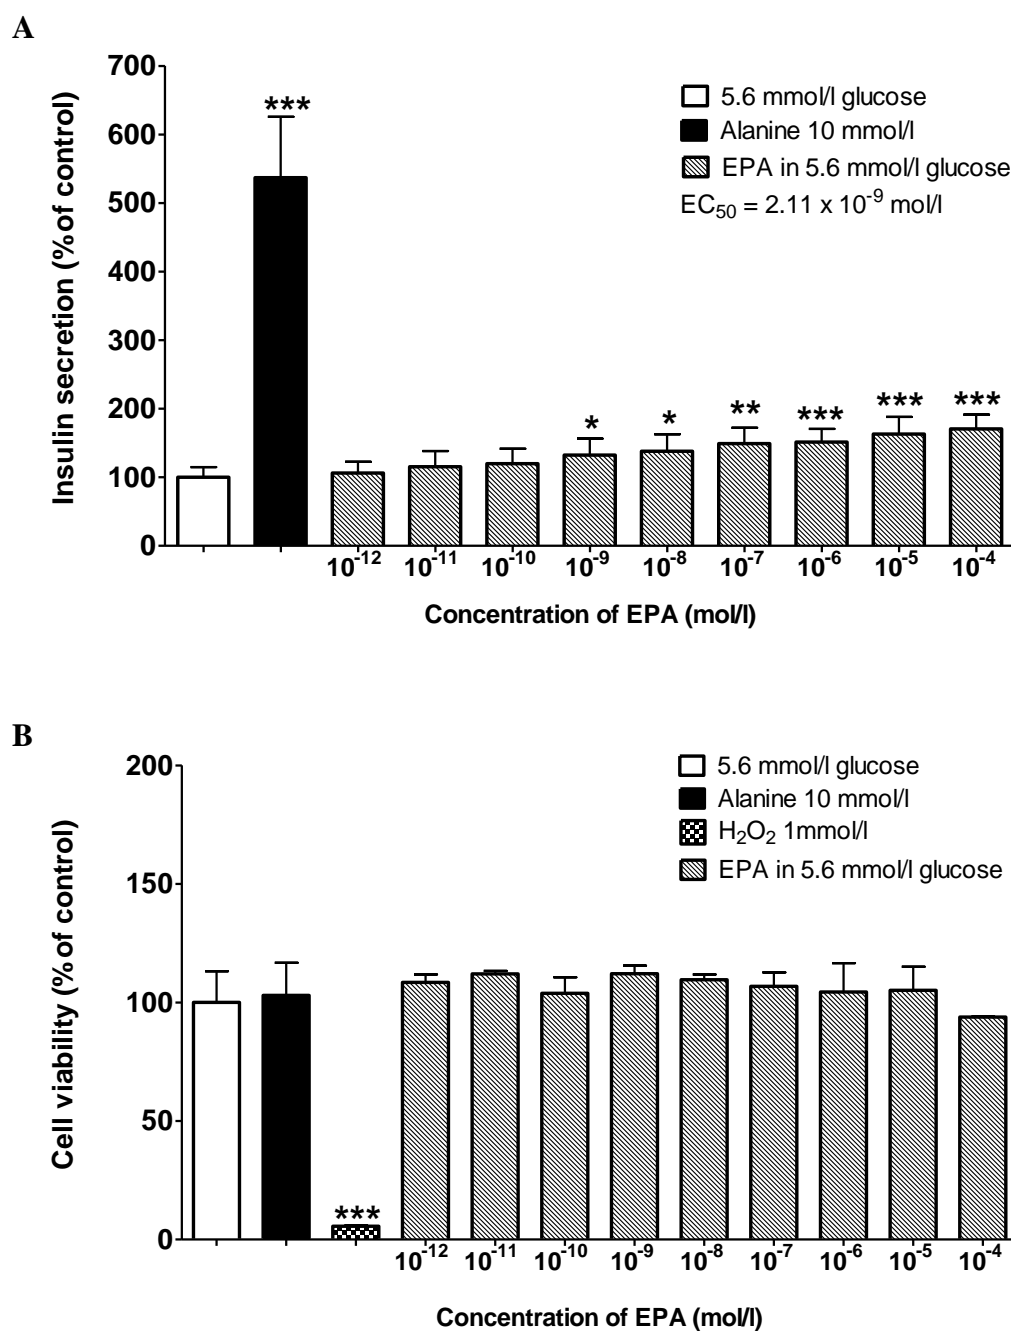 A
700
600
500
400
300
200
100
0
Insulin secretion (% of control)
***
*
*
**
***
***
***
5.6 mmol/l glucose
Alanine 10 mmol/l
EPA in 5.6 mmol/l glucose
EC₅₀ = 2.11 x 10⁻⁹ mol/l
10⁻¹² 10⁻¹¹ 10⁻¹⁰ 10⁻⁹ 10⁻⁸ 10⁻⁷ 10⁻⁶ 10⁻⁵ 10⁻⁴
Concentration of EPA (mol/l)
B
200
150
100
50
0
Cell viability (% of control)
***
5.6 mmol/l glucose
Alanine 10 mmol/l
H₂O₂ 1mmol/l
EPA in 5.6 mmol/l glucose
10⁻¹² 10⁻¹¹ 10⁻¹⁰ 10⁻⁹ 10⁻⁸ 10⁻⁷ 10⁻⁶ 10⁻⁵ 10⁻⁴
Concentration of EPA (mol/l)